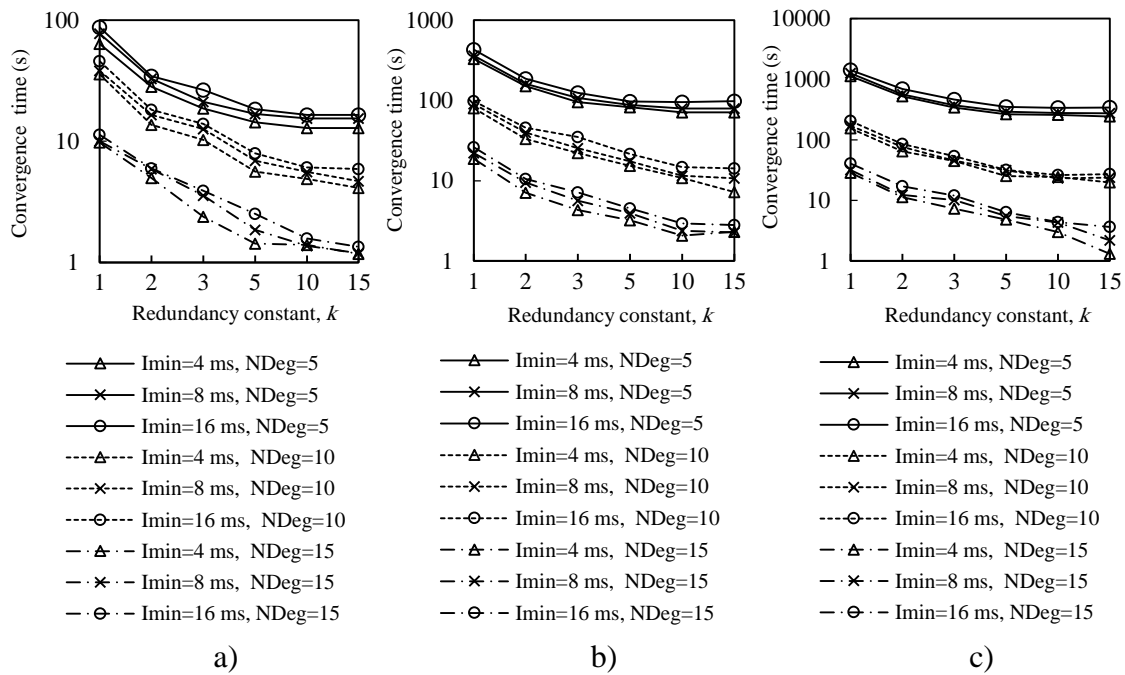 100
10
1
Convergence time (s)
1 2 3 5 10 15
Redundancy constant, k
Imin=4 ms, NDeg=5
Imin=8 ms, NDeg=5
Imin=16 ms, NDeg=5
Imin=4 ms, NDeg=10
Imin=8 ms, NDeg=10
Imin=16 ms, NDeg=10
Imin=4 ms, NDeg=15
Imin=8 ms, NDeg=15
Imin=16 ms, NDeg=15
a)
1000
100
10
1
Convergence time (s)
1 2 3 5 10 15
Redundancy constant, k
Imin=4 ms, NDeg=5
Imin=8 ms, NDeg=5
Imin=16 ms, NDeg=5
Imin=4 ms, NDeg=10
Imin=8 ms, NDeg=10
Imin=16 ms, NDeg=10
Imin=4 ms, NDeg=15
Imin=8 ms, NDeg=15
Imin=16 ms, NDeg=15
b)
10000
1000
100
10
1
Convergence time (s)
1 2 3 5 10 15
Redundancy constant, k
Imin=4 ms, NDeg=5
Imin=8 ms, NDeg=5
Imin=16 ms, NDeg=5
Imin=4 ms, NDeg=10
Imin=8 ms, NDeg=10
Imin=16 ms, NDeg=10
Imin=4 ms, NDeg=15
Imin=8 ms, NDeg=15
Imin=16 ms, NDeg=15
c)